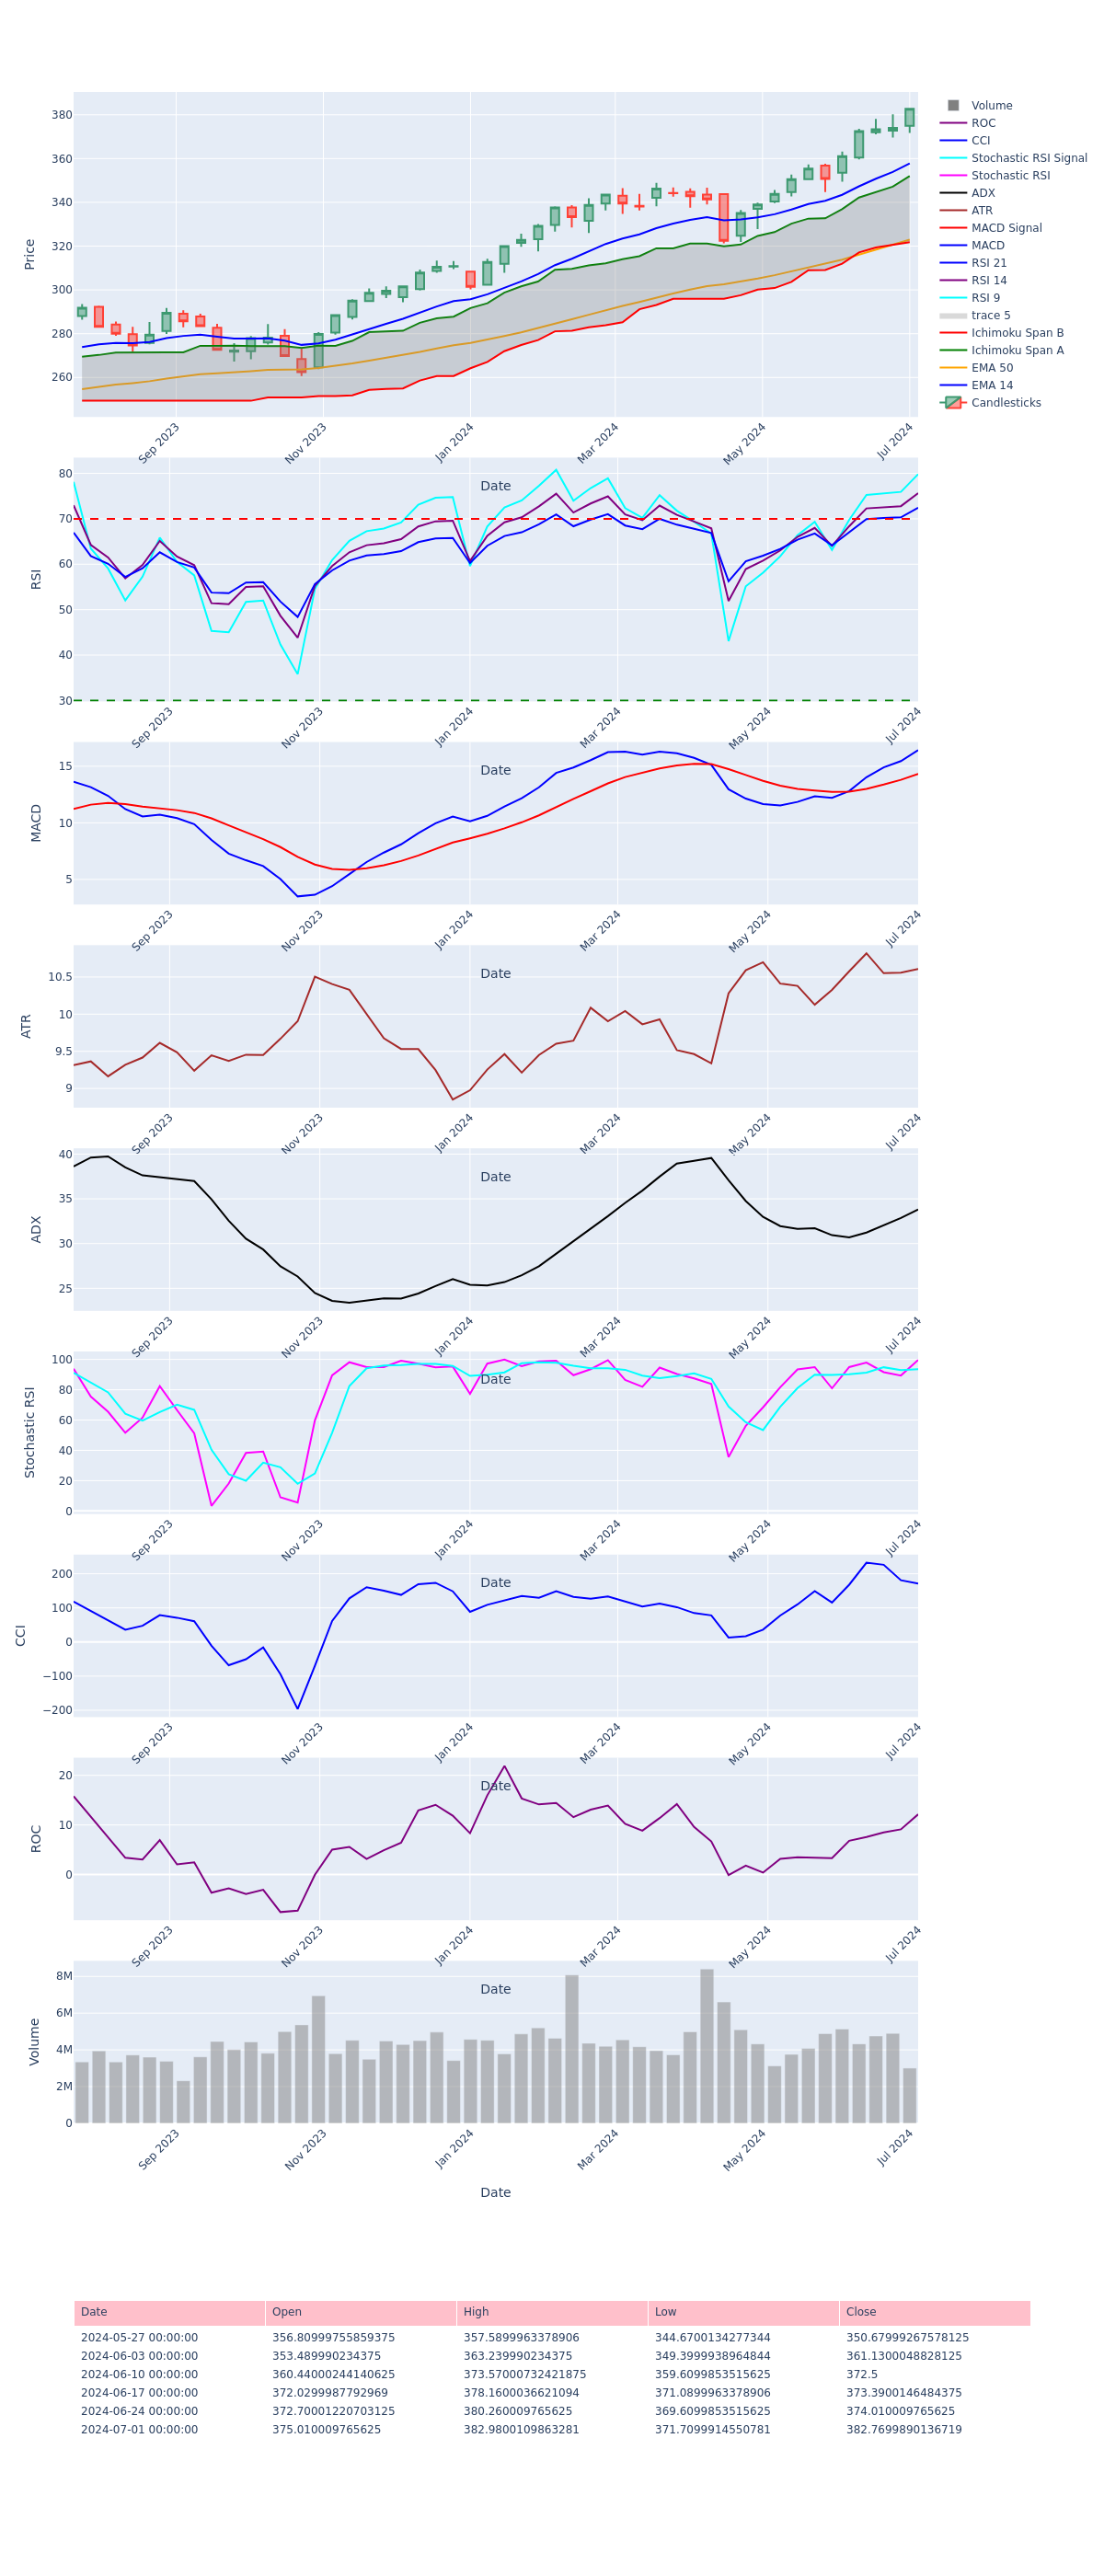 380
360
340
320
300
280
260
Price
Sep 2023
Nov 2023
Jan 2024
Mar 2024
May 2024
Jul 2024
Date
Volume
ROC
CCI
Stochastic RSI Signal
Stochastic RSI
ADX
ATR
MACD Signal
MACD
RSI 21
RSI 14
RSI 9
trace 5
Ichimoku Span B
Ichimoku Span A
EMA 50
EMA 14
Candlesticks
80
70
60
50
40
30
RSI
Sep 2023
Nov 2023
Jan 2024
Mar 2024
May 2024
Jul 2024
Date
15
10
5
MACD
Sep 2023
Nov 2023
Jan 2024
Mar 2024
May 2024
Jul 2024
Date
10.5
10
9.5
9
ATR
Sep 2023
Nov 2023
Jan 2024
Mar 2024
May 2024
Jul 2024
Date
40
35
30
25
ADX
Sep 2023
Nov 2023
Jan 2024
Mar 2024
May 2024
Jul 2024
Date
100
80
60
40
20
0
Stochastic RSI
Sep 2023
Nov 2023
Jan 2024
Mar 2024
May 2024
Jul 2024
Date
200
100
0
−100
−200
CCI
Sep 2023
Nov 2023
Jan 2024
Mar 2024
May 2024
Jul 2024
Date
20
10
0
ROC
Sep 2023
Nov 2023
Jan 2024
Mar 2024
May 2024
Jul 2024
Date
8M
6M
4M
2M
0
Volume
Sep 2023
Nov 2023
Jan 2024
Mar 2024
May 2024
Jul 2024
Date
Date Open High Low Close
2024-05-27 00:00:00 356.80999755859375 357.5899963378906 344.6700134277344 350.67999267578125
2024-06-03 00:00:00 353.489990234375 363.239990234375 349.3999938964844 361.1300048828125
2024-06-10 00:00:00 360.44000244140625 373.57000732421875 359.6099853515625 372.5
2024-06-17 00:00:00 372.0299987792969 378.1600036621094 371.0899963378906 373.3900146484375
2024-06-24 00:00:00 372.70001220703125 380.260009765625 369.6099853515625 374.010009765625
2024-07-01 00:00:00 375.010009765625 382.9800109863281 371.7099914550781 382.7699890136719